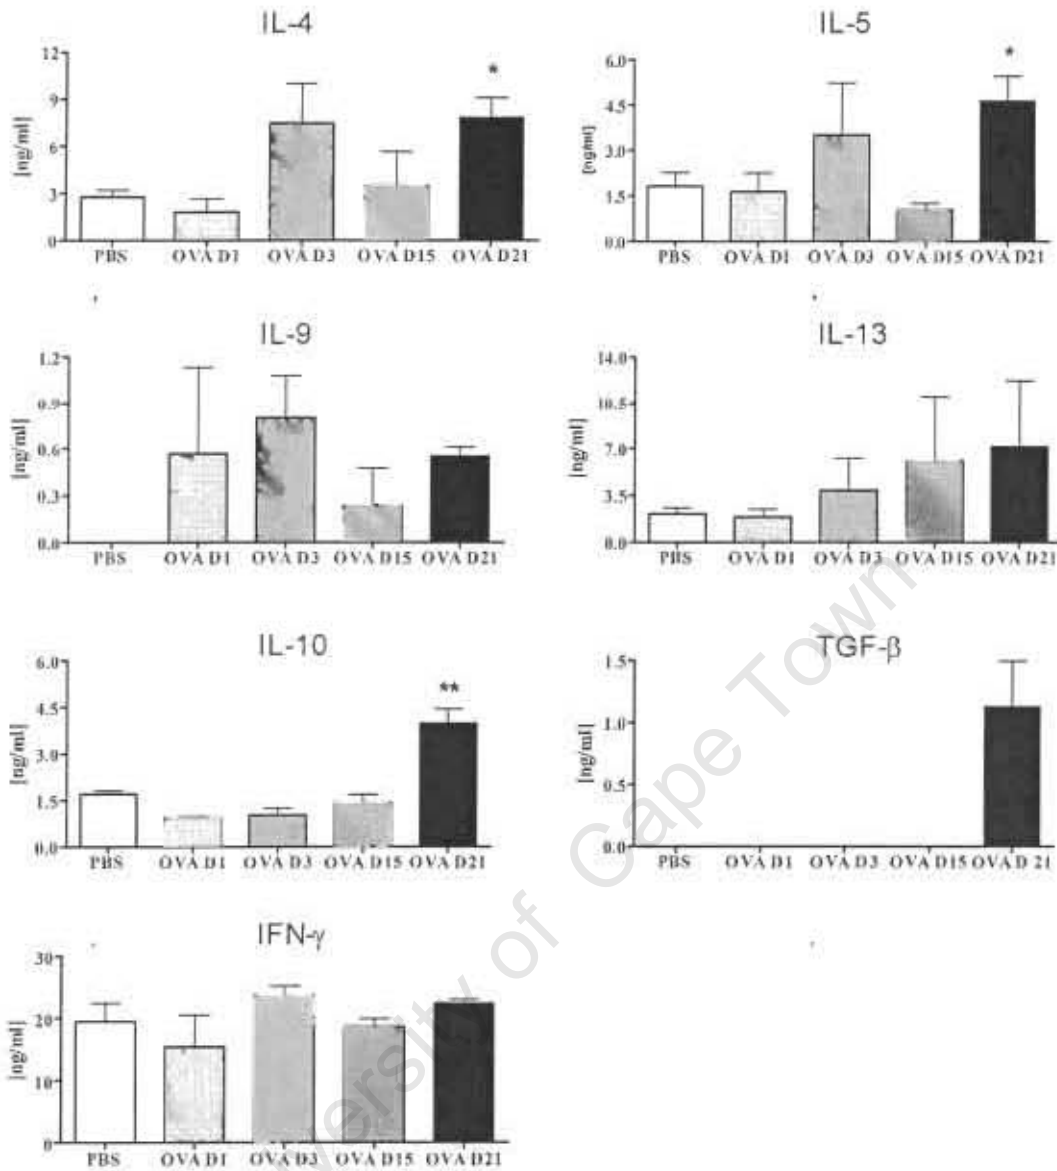 IL-4
12
9
6
3
0
[ng/ml]
*
PBS OVA D1 OVA D3 OVA D15 OVA D21
IL-5
6.0
4.5
3.0
1.5
0.0
[ng/ml]
*
PBS OVA D1 OVA D3 OVA D15 OVA D21
IL-9
1.2
0.9
0.6
0.3
0.0
[ng/ml]
PBS OVA D1 OVA D3 OVA D15 OVA D21
IL-13
14.0
10.5
7.0
3.5
0.0
[ng/ml]
PBS OVA D1 OVA D3 OVA D15 OVA D21
IL-10
6.0
4.5
3.0
1.5
0.0
[ng/ml]
**
PBS OVA D1 OVA D3 OVA D15 OVA D21
TGF-β
1.5
1.0
0.5
0.0
[ng/ml]
PBS OVA D1 OVA D3 OVA D15 OVA D 21
IFN-γ
30
20
10
0
[ng/ml]
PBS OVA D1 OVA D3 OVA D15 OVA D21
versity of Cape Town